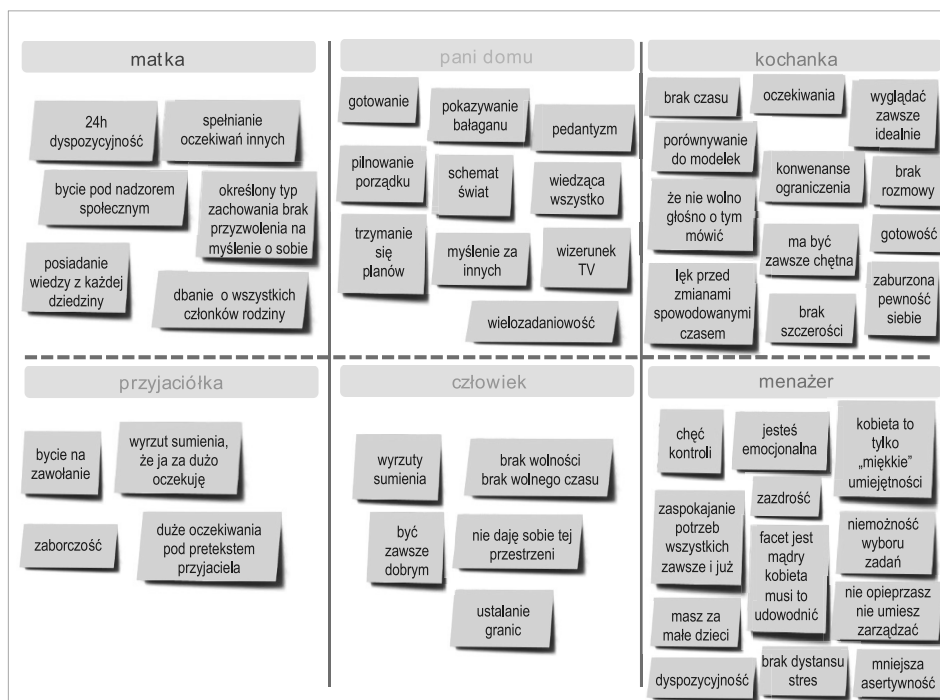 matka
24h
dyspozycyjność
spełnianie
oczekiwań innych
bycie pod nadzorem
społecznym
określony typ
zachowania brak
przyzwolenia na
myślenie o sobie
posiadanie
wiedzy z każdej
dziedziny
dbanie o wszystkich
członków rodziny
pani domu
gotowanie
pokazywanie
bałaganu
pedantyzm
pilnowanie
porządku
schemat
świat
wiedząca
wszystko
trzymanie
się
planów
myślenie za
innych
wizerunek
TV
wielozadaniowość
kochanka
brak czasu
oczekiwania
wyglądać
zawsze
idealnie
porównywanie
do modelek
konwenanse
ograniczenia
brak
rozmowy
że nie wolno
głośno o tym
mówić
ma być
zawsze chętna
gotowość
lęk przed
zmianami
spowodowanymi
czasem
brak
szczerości
zaburzona
pewność
siebie
przyjaciółka
bycie na
zawołanie
wyrzut sumienia,
że ja za dużo
oczekuję
zaborczość
duże oczekiwania
pod pretekstem
przyjaciela
człowiek
wyrzuty
sumienia
brak wolności
brak wolnego czasu
być
zawsze
dobrym
nie daję sobie tej
przestrzeni
ustalanie
granic
menażer
chęć
kontroli
jesteś
emocjonalna
kobieta to
tylko
„miękkie”
umiejętności
zaspokajanie
potrzeb
wszystkich
zawsze i już
zazdrość
niemożność
wyboru
zadań
facet jest
mądry
kobieta
musi to
udowodnić
masz za
małe dzieci
nie opieprzasz
nie umiesz
zarządzać
dyspozycyjność
brak dystansu
stres
mniejsza
asertywność